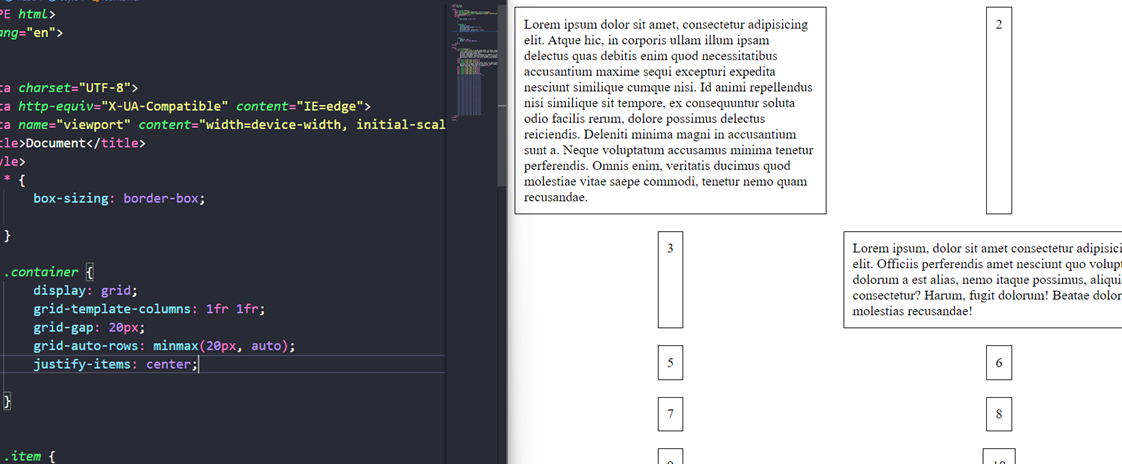 PE html>
ang="en">
ta charset="UTF-8">
ta http-equiv="X-UA-Compatible" content="IE=edge">
ta name="viewport" content="width=device-width, initial-scal
tle>Document</title>
yle>
* {
box-sizing: border-box;
}
.container {
display: grid;
grid-template-columns: 1fr 1fr;
grid-gap: 20px;
grid-auto-rows: minmax(20px, auto);
justify-items: center;
}
.item {
Lorem ipsum dolor sit amet, consectetur adipisicing
elit. Atque hic, in corporis ullam illum ipsam
delectus quas debitis enim quod necessitatibus
accusantium maxime sequi excepturi expedita
nesciunt similique cumque nisi. Id animi repellendus
nisi similique sit tempore, ex consequuntur soluta
odio facilis rerum, dolore possimus delectus
reiciendis. Deleniti minima magni in accusantium
sunt a. Neque voluptatum accusamus minima tenetur
perferendis. Omnis enim, veritatis ducimus quod
molestiae vitae saepe commodi, tenetur nemo quam
recusandae.
2
3
Lorem ipsum, dolor sit amet consectetur adipisici
elit. Officiis perferendis amet nesciunt quo volupt
dolorum a est alias, nemo itaque possimus, aliqui
consectetur? Harum, fugit dolorum! Beatae dolor
molestias recusandae!
5
6
7
8